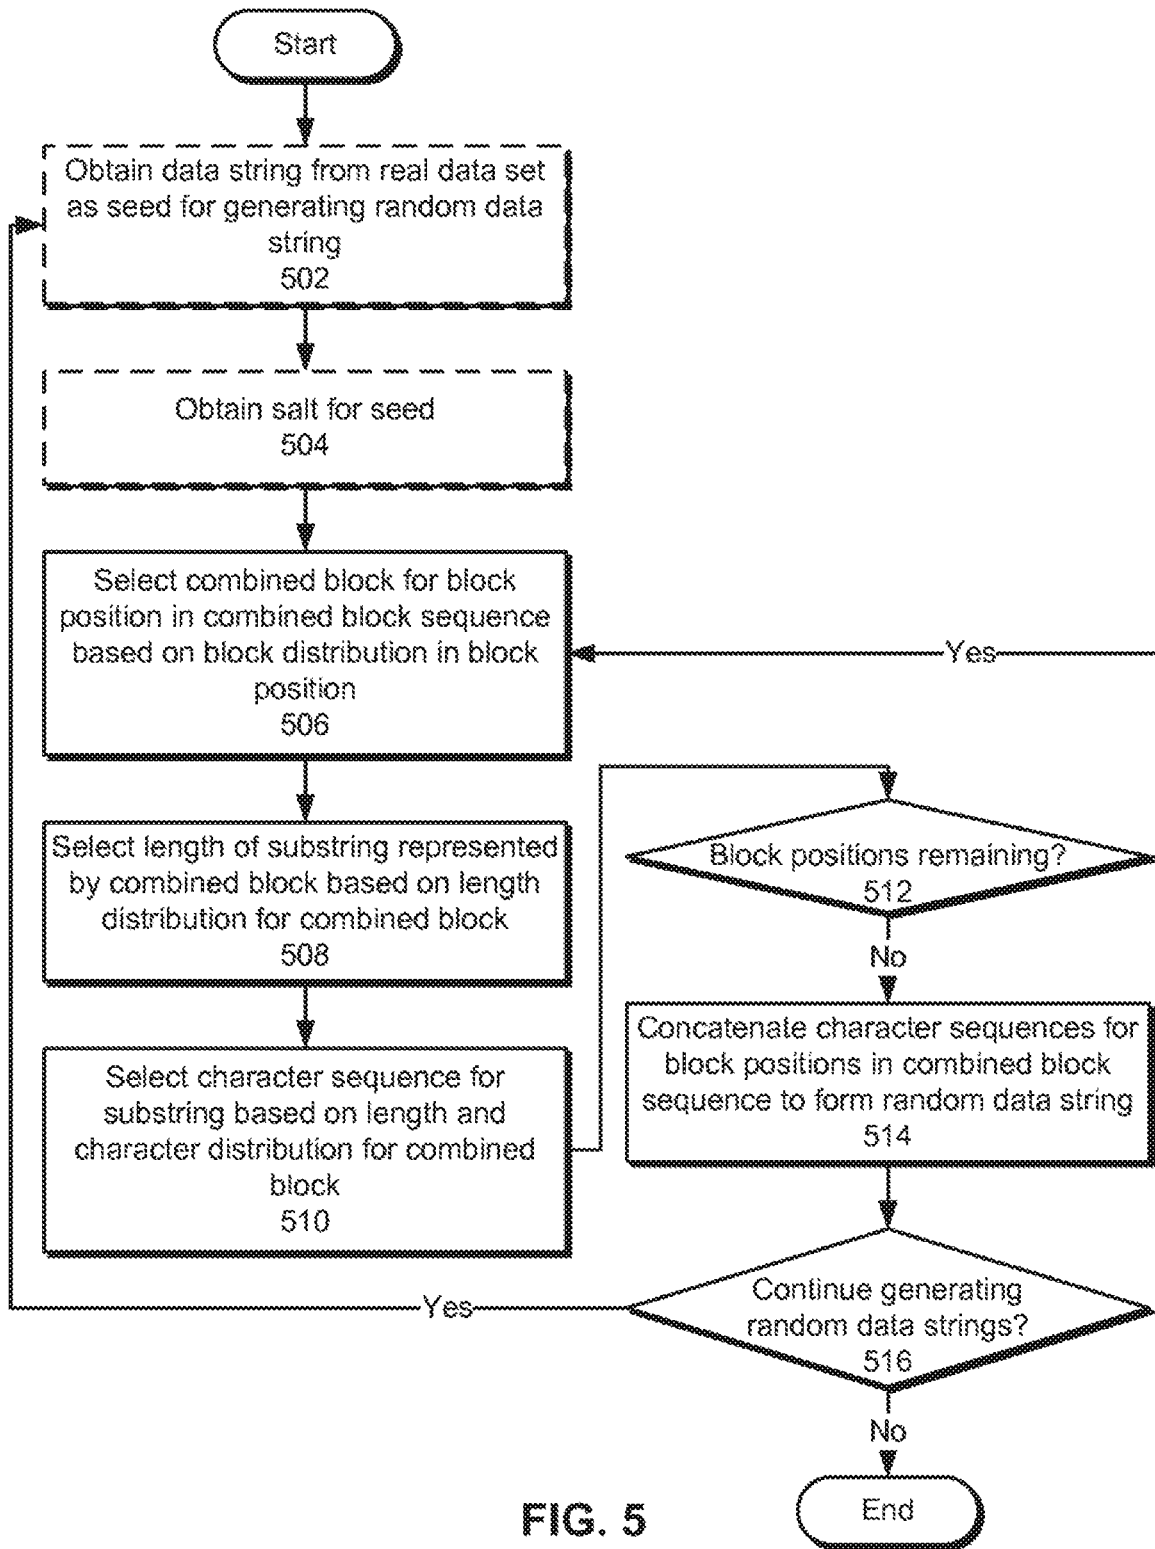 Start
Obtain data string from real data set
as seed for generating random data
string
502
Obtain salt for seed
504
Select combined block for block
position in combined block sequence
based on block distribution in block
position
506
Yes
Select length of substring represented
by combined block based on length
distribution for combined block
508
Select character sequence for
substring based on length and
character distribution for combined
block
510
Block positions remaining?
512
No
Concatenate character sequences for
block positions in combined block
sequence to form random data string
514
Continue generating
random data strings?
516
Yes
No
End
FIG. 5